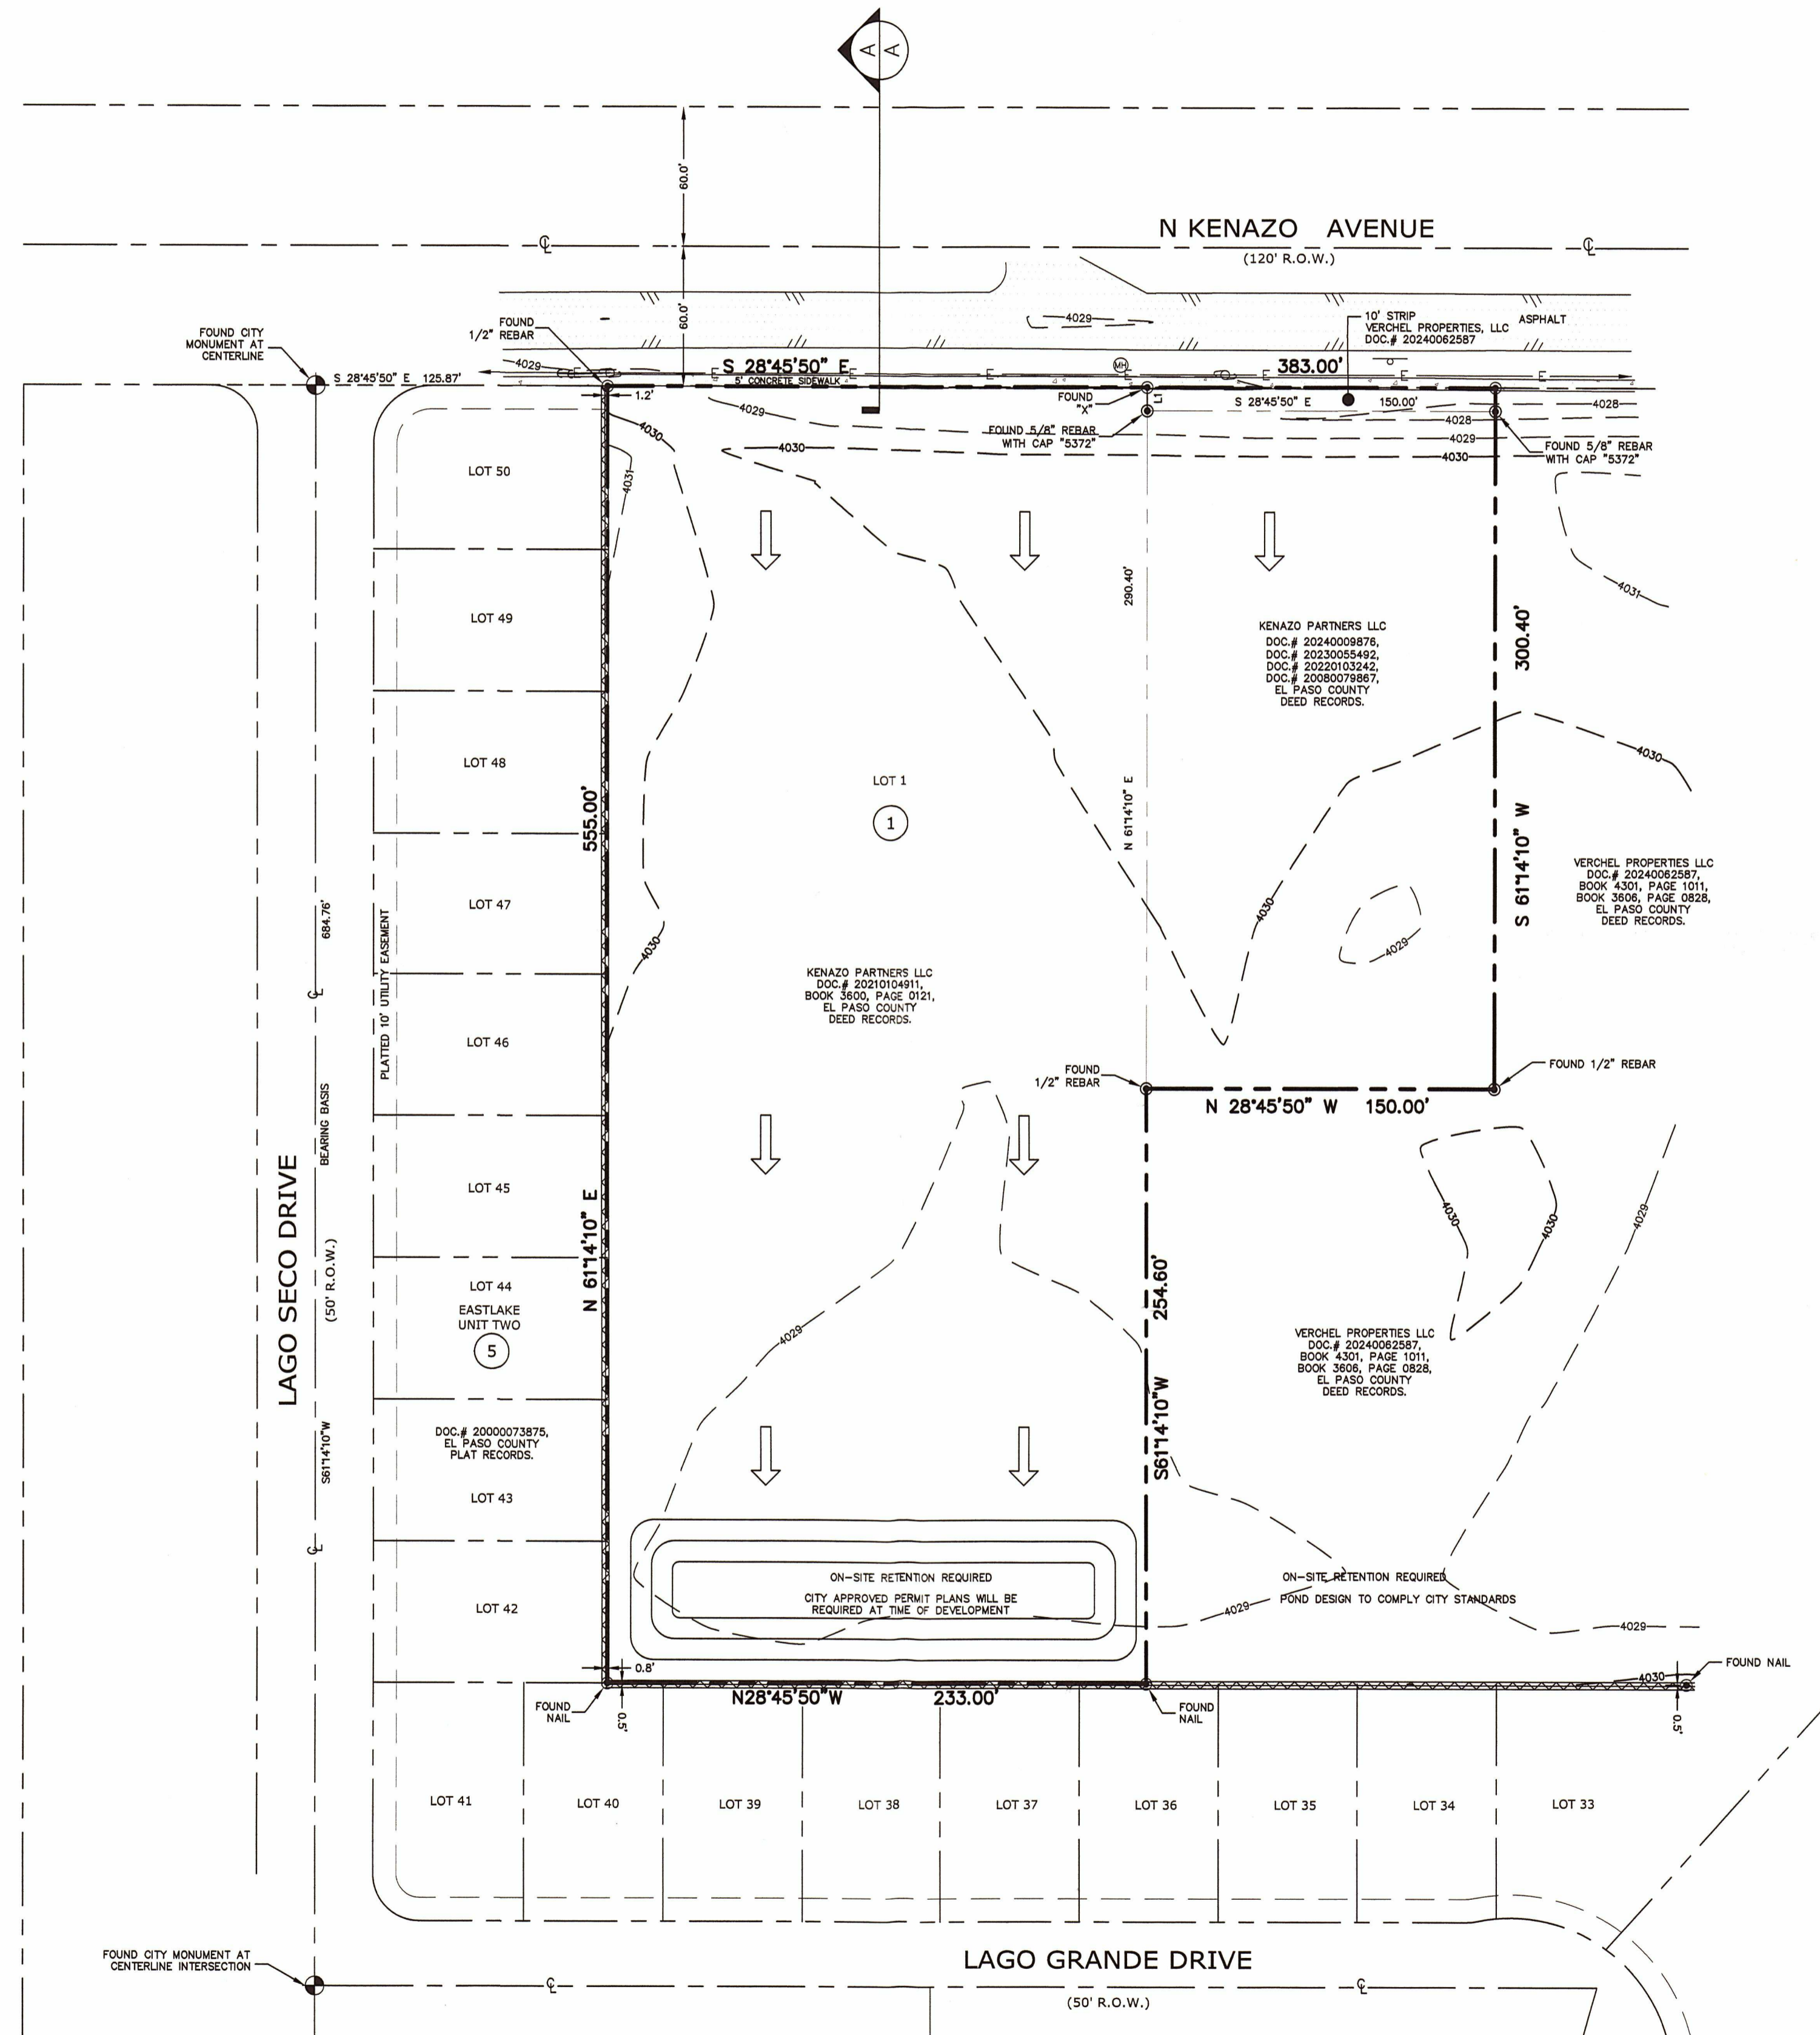 A
A
60.0'
N KENAZO AVENUE
(120' R.O.W.)
60.0'
FOUND
1/2" REBAR
FOUND CITY
MONUMENT AT
CENTERLINE
S 28°45'50" E 125.87'
4029
4029
10' STRIP
VERCHEL PROPERTIES, LLC
DOC.# 20240062587
ASPHALT
MH
S 28°45'50" E
383.00'
5' CONCRETE SIDEWALK
E
E
E
E
E
E
E
E
1.2'
FOUND
"X"
L1
S 28°45'50" E 150.00'
4028
4028
4029
4029
4030
4030
4030
4031
FOUND 5/8" REBAR
WITH CAP "5372"
FOUND 5/8" REBAR
WITH CAP "5372"
LOT 50
LOT 49
LOT 48
LOT 47
LOT 46
LOT 45
LOT 44
EASTLAKE
UNIT TWO
5
DOC.# 20000073875,
EL PASO COUNTY
PLAT RECORDS.
LOT 43
LOT 42
290.40'
N 61°14'10" E
KENAZO PARTNERS LLC
DOC.# 20240009876,
DOC.# 20230055492,
DOC.# 20220103242,
DOC.# 20080079867,
EL PASO COUNTY
DEED RECORDS.
300.40'
S 61°14'10" W
4031
4030
LOT 1
1
555.00'
N 61°14'10" E
684.76'
BEARING BASIS
S61°14'10"W
PLATTED 10' UTILITY EASEMENT
LAGO SECO DRIVE
(50' R.O.W.)
VERCHEL PROPERTIES LLC
DOC.# 20240062587,
BOOK 4301, PAGE 1011,
BOOK 3606, PAGE 0828,
EL PASO COUNTY
DEED RECORDS.
4030
4030
4029
KENAZO PARTNERS LLC
DOC.# 20210104911,
BOOK 3600, PAGE 0121,
EL PASO COUNTY
DEED RECORDS.
FOUND
1/2" REBAR
FOUND 1/2" REBAR
N 28°45'50" W 150.00'
4030
4030
4029
4029
254.60'
S61°14'10"W
VERCHEL PROPERTIES LLC
DOC.# 20240062587,
BOOK 4301, PAGE 1011,
BOOK 3606, PAGE 0828,
EL PASO COUNTY
DEED RECORDS.
ON-SITE RETENTION REQUIRED
CITY APPROVED PERMIT PLANS WILL BE
REQUIRED AT TIME OF DEVELOPMENT
ON-SITE RETENTION REQUIRED
POND DESIGN TO COMPLY CITY STANDARDS
4029
4029
4030
0.8'
0.5'
FOUND
NAIL
N28°45'50"W 233.00'
FOUND
NAIL
FOUND NAIL
0.5'
LOT 41
LOT 40
LOT 39
LOT 38
LOT 37
LOT 36
LOT 35
LOT 34
LOT 33
FOUND CITY MONUMENT AT
CENTERLINE INTERSECTION
LAGO GRANDE DRIVE
(50' R.O.W.)